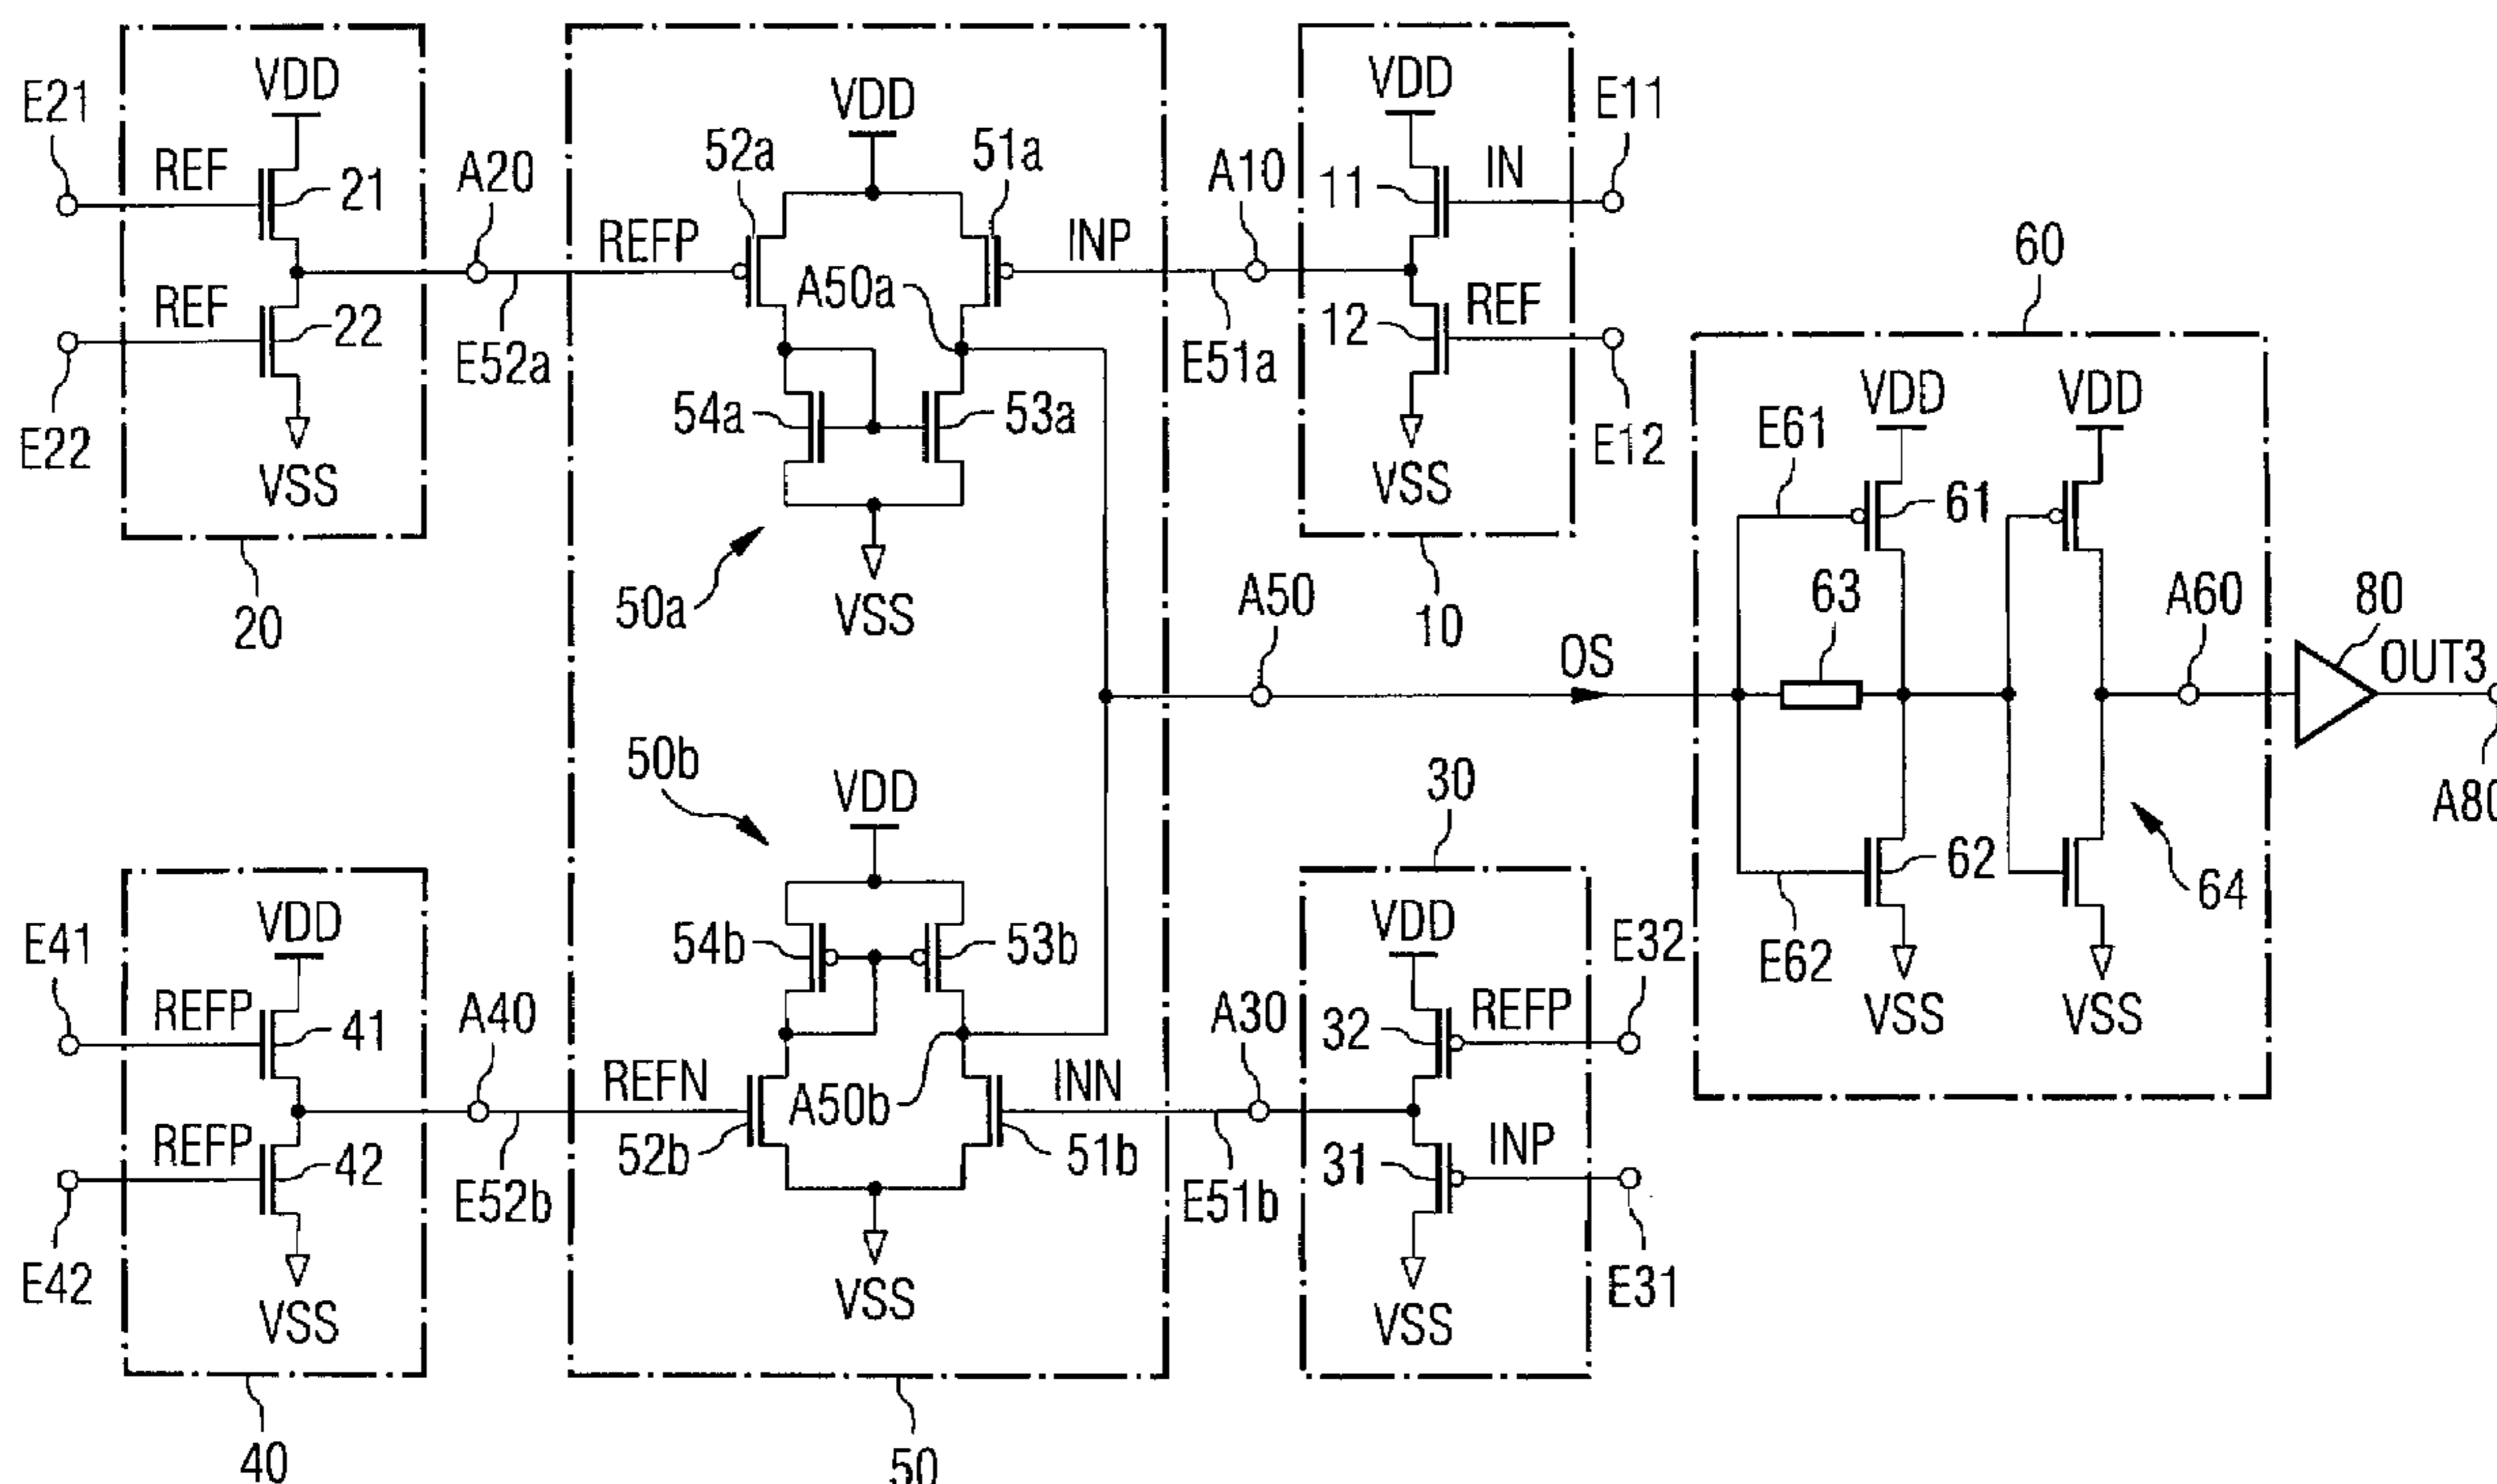 E21
VDD
REF
21
A20
REF
22
E52a
E22
VSS
20
VDD
52a
51a
REFP
INP
A50a
54a
53a
50a
VSS
A10
E51a
VDD
E11
IN
11
12
REF
E12
VSS
10
A50
OS
60
E61
VDD
VDD
61
63
A60
80
OUT3
62
64
E62
VSS
VSS
50b
VDD
54b
53b
REFN
INN
A50b
52b
51b
VSS
50
E41
VDD
REFP
41
A40
REFP
42
E52b
E42
VSS
40
30
VDD
E32
A30
32
REFP
31
INP
E51b
E31
VSS